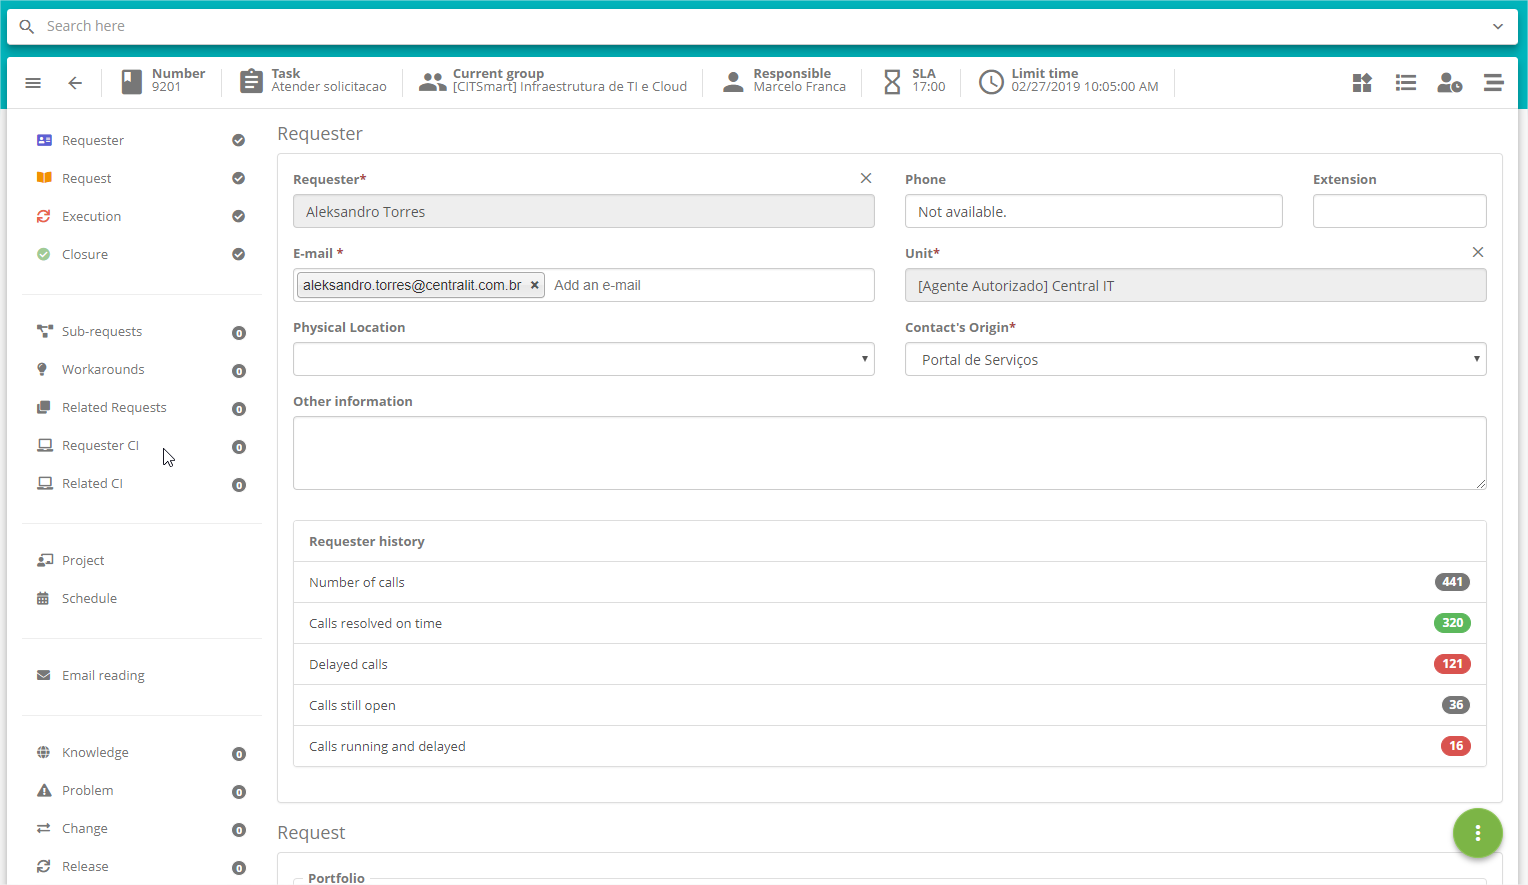 Search here
Number
9201
Task
Atender solicitacao
Current group
[CITSmart] Infraestrutura de TI e Cloud
Responsible
Marcelo Franca
SLA
17:00
Limit time
02/27/2019 10:05:00 AM
Requester
Request
Execution
Closure
Sub-requests 0
Workarounds 0
Related Requests 0
Requester CI 0
Related CI 0
Project
Schedule
Email reading
Knowledge 0
Problem 0
Change 0
Release 0
Requester
Requester*
Aleksandro Torres
Phone
Not available.
Extension
E-mail *
aleksandro.torres@centralit.com.br × Add an e-mail
Unit*
[Agente Autorizado] Central IT
Physical Location
Contact's Origin*
Portal de Serviços
Other information
Requester history
Number of calls 441
Calls resolved on time 320
Delayed calls 121
Calls still open 36
Calls running and delayed 16
Request
Portfolio